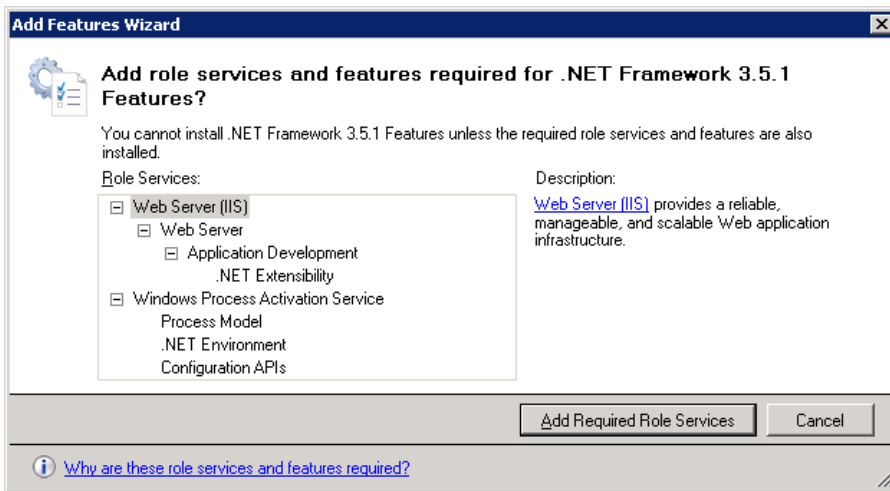 Add Features Wizard
Add role services and features required for .NET Framework 3.5.1
Features?
You cannot install .NET Framework 3.5.1 Features unless the required role services and features are also
installed.
Role Services:
Description:
Web Server (IIS)
Web Server (IIS) provides a reliable,
manageable, and scalable Web application
infrastructure.
Web Server
Application Development
.NET Extensibility
Windows Process Activation Service
Process Model
.NET Environment
Configuration APIs
Add Required Role Services
Cancel
Why are these role services and features required?